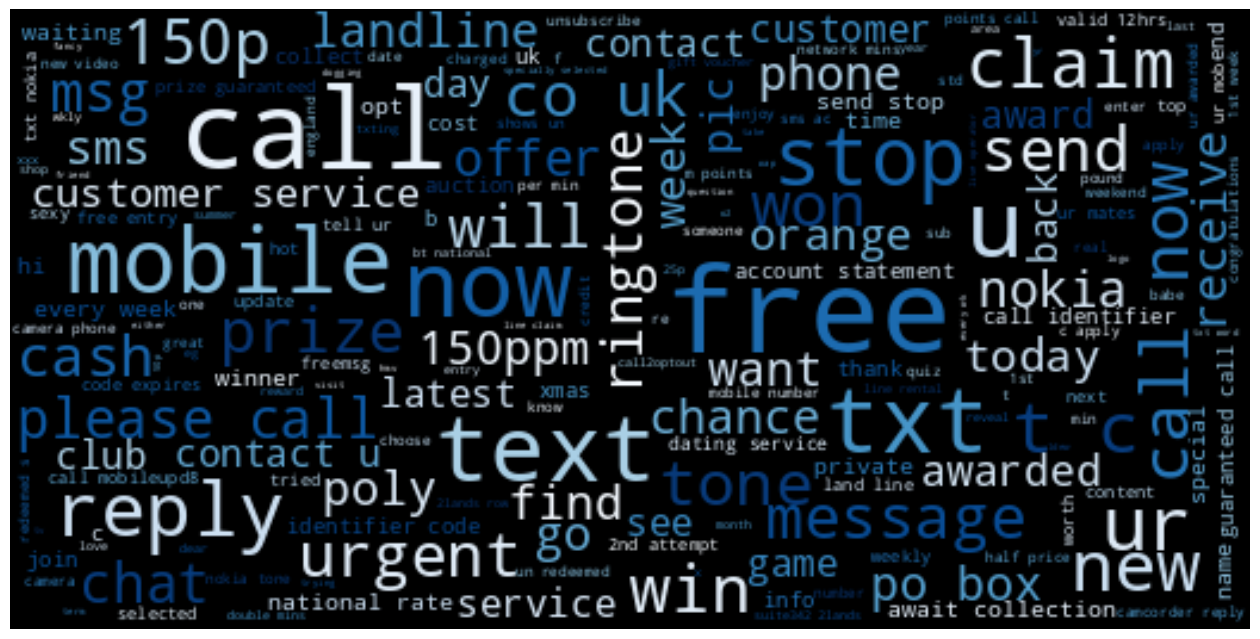 waiting
fancy
150p
landline
unsubscribe
customer
points call
valid 12hrs
last
new video
collect
date
charged
uk
f
contact
network mins
year
area
claim
ur mobend
1st week
txt nokia
msg
prize guaranteed
dogging
day
specially selected
co uk
gift voucher
phone
std
ur awarded
wkly
call
opt
england
txting
cost
shows un
pic
enjoy
sms ac
send stop
time
award
enter top
xxx
shop
sms
friend
offer
week
late
stop
send
apply
customer service
auction
per min
ringtone
m points
question
pound
weekend
call now
receive
congratulations
sexy
free entry
summer
tell ur
b
will
someone
won
sub
u
back
ur mates
hi
mobile
hot
bt national
orange
real
logo
now
25p
free
account statement
nokia
babe
every week
one
update
credit
re
call identifier
c apply
camera phone
either
prize
line claim
txt word
cash
great
freemsg
150ppm
call2optout
want
thank
quiz
today
code expires
winner
reward
visit
entry
xmas
mobile number
line rental
1st
next
latest
know
please call
choose
text
chance
txt
reveal
t
min
t c
dating service
club
contact u
private
land line
awarded
special
guaranteed call
call mobileupd8
tried
poly
2lands row
find
tone
content
redeemed
reply
c
identifier code
go
see
month
message
worth
ur
love
dear
urgent
2nd attempt
weekly
half price
new
name
join
camera
chat
nokia tone
un redeemed
win
game
info
number
po box
selected
double mins
national rate
service
suite342 2lands
await collection
camcorder reply